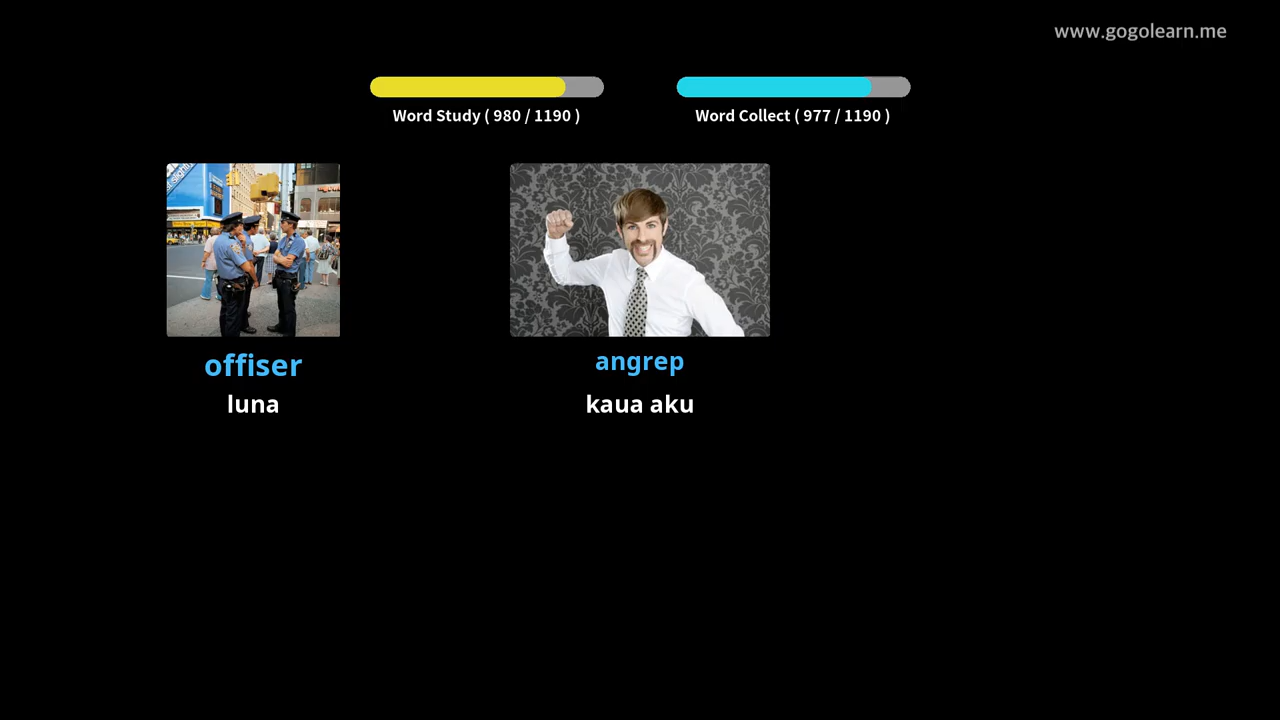 www.gogolearn.me
Word Study ( 980 / 1190 )
Word Collect ( 977 / 1190 )
offiser
luna
angrep
kaua aku